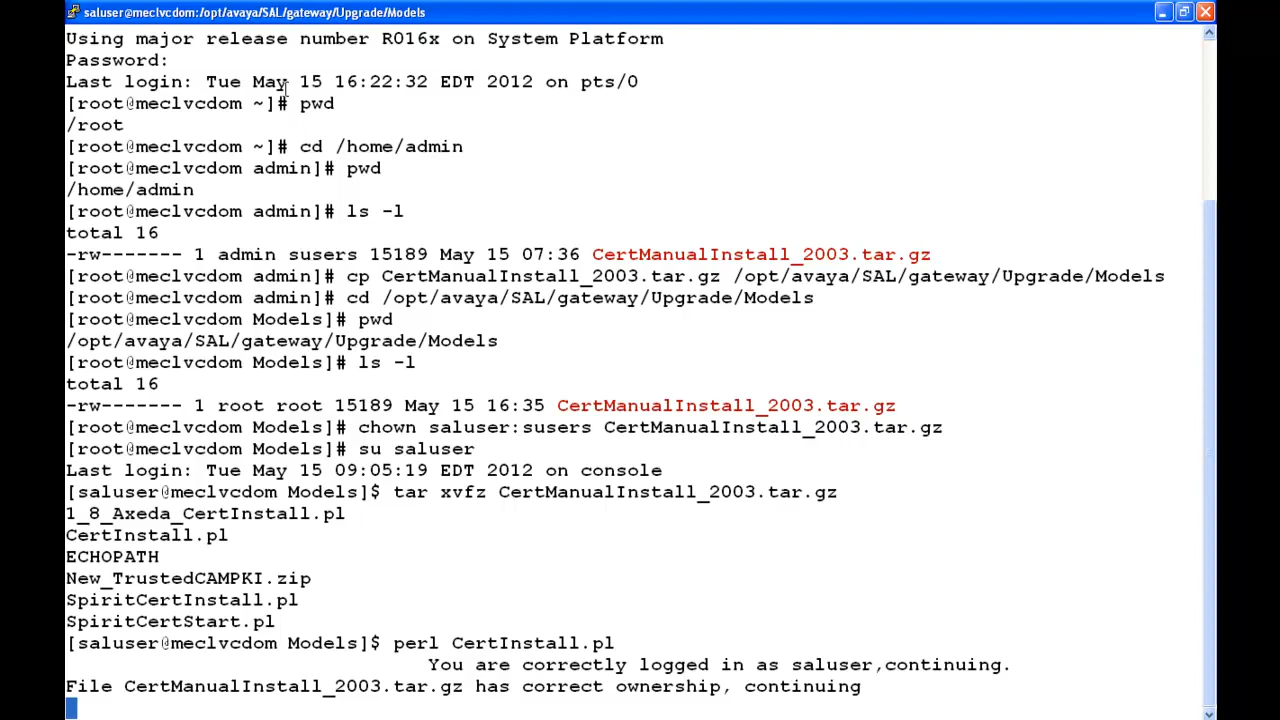 saluser@meclvcdom:/opt/avaya/SAL/gateway/Upgrade/Models
Using major release number R016x on System Platform
Password:
Last login: Tue May 15 16:22:32 EDT 2012 on pts/0
[root@meclvcdom ~]# pwd
/root
[root@meclvcdom ~]# cd /home/admin
[root@meclvcdom admin]# pwd
/home/admin
[root@meclvcdom admin]# ls -l
total 16
-rw------- 1 admin susers 15189 May 15 07:36 CertManualInstall_2003.tar.gz
[root@meclvcdom admin]# cp CertManualInstall_2003.tar.gz /opt/avaya/SAL/gateway/Upgrade/Models
[root@meclvcdom admin]# cd /opt/avaya/SAL/gateway/Upgrade/Models
[root@meclvcdom Models]# pwd
/opt/avaya/SAL/gateway/Upgrade/Models
[root@meclvcdom Models]# ls -l
total 16
-rw------- 1 root root 15189 May 15 16:35 CertManualInstall_2003.tar.gz
[root@meclvcdom Models]# chown saluser:susers CertManualInstall_2003.tar.gz
[root@meclvcdom Models]# su saluser
Last login: Tue May 15 09:05:19 EDT 2012 on console
[saluser@meclvcdom Models]$ tar xvfz CertManualInstall_2003.tar.gz
1_8_Axeda_CertInstall.pl
CertInstall.pl
ECHOPATH
New_TrustedCAMPKI.zip
SpiritCertInstall.pl
SpiritCertStart.pl
[saluser@meclvcdom Models]$ perl CertInstall.pl
You are correctly logged in as saluser,continuing.
File CertManualInstall_2003.tar.gz has correct ownership, continuing